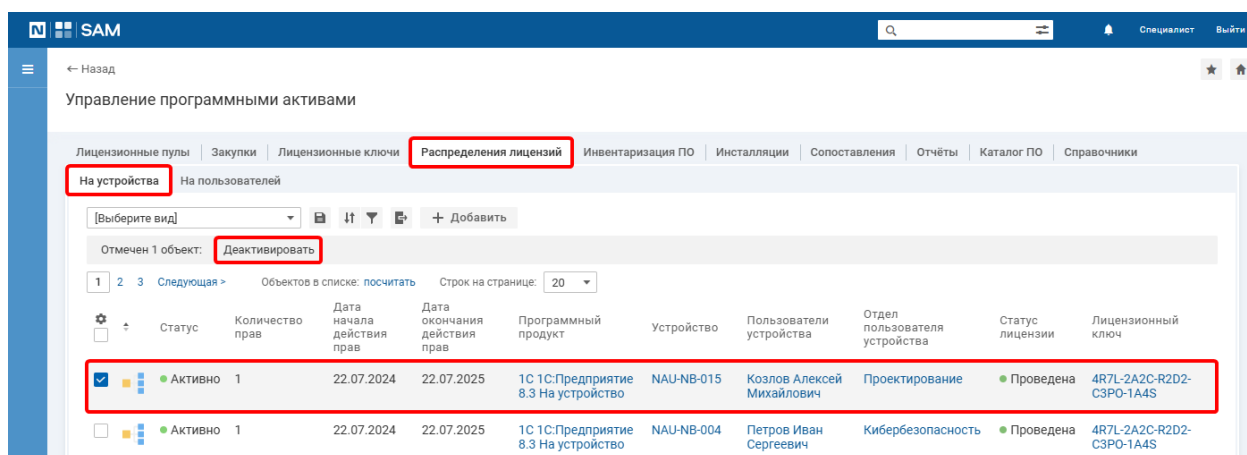 N SAM
Специалист Выйти
← Назад
Управление программными активами
Лицензионные пулы Закупки Лицензионные ключи Распределения лицензий Инвентаризация ПО Инсталляции Сопоставления Отчёты Каталог ПО Справочники
На устройства На пользователей
[Выберите вид] + Добавить
Отмечен 1 объект: Деактивировать
1 2 3 Следующая > Объектов в списке: посчитать Строк на странице: 20
Статус
Количество
прав
Дата
начала
действия
прав
Дата
окончания
действия
прав
Программный
продукт
Устройство
Пользователи
устройства
Отдел
пользователя
устройства
Статус
лицензии
Лицензионный
ключ
Активно 1 22.07.2024 22.07.2025 1С 1С:Предприятие NAU-NB-015 Козлов Алексей Проектирование Проведена 4R7L-2A2C-R2D2-
8.3 На устройство Михайлович C3PO-1A4S
Активно 1 22.07.2024 22.07.2025 1С 1С:Предприятие NAU-NB-004 Петров Иван Кибербезопасность Проведена 4R7L-2A2C-R2D2-
8.3 На устройство Сергеевич C3PO-1A4S